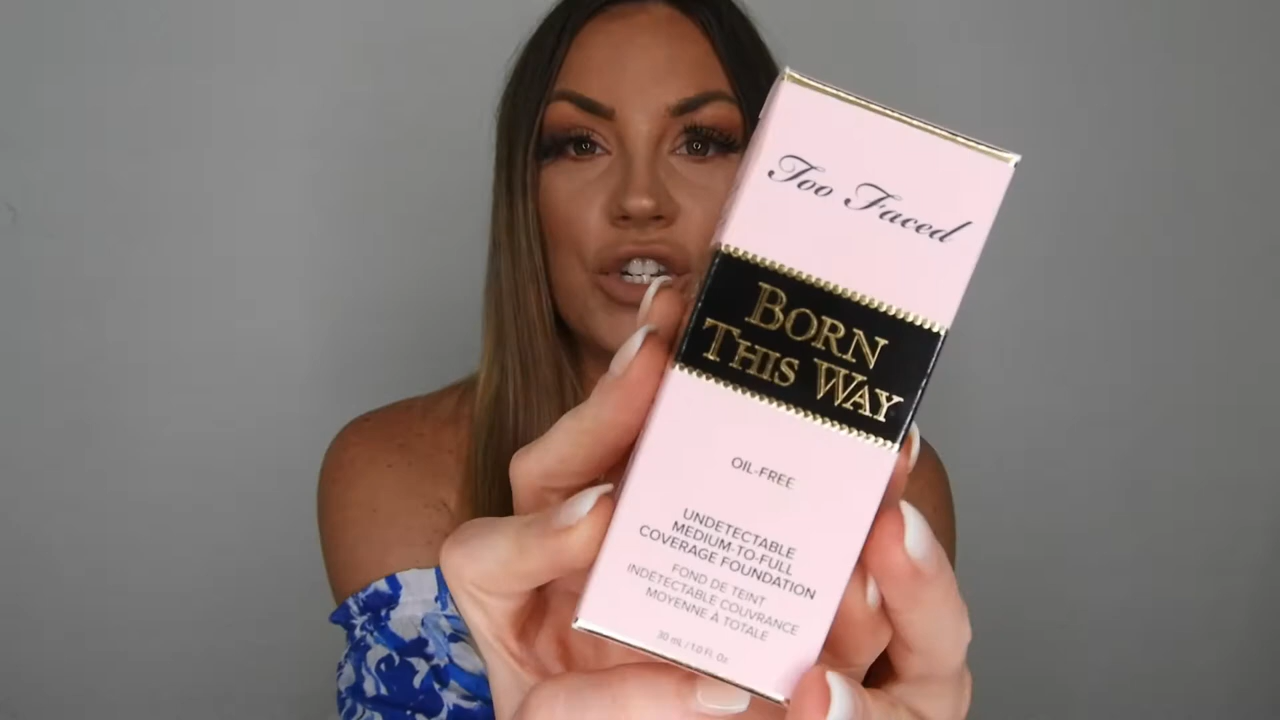 Too Faced
BORN
THIS WAY
OIL-FREE
UNDETECTABLE
MEDIUM-TO-FULL
COVERAGE FOUNDATION
FOND DE TEINT
INDÉTECTABLE COUVRANCE
MOYENNE À TOTALE
30 mL / 1.0 Fl. Oz